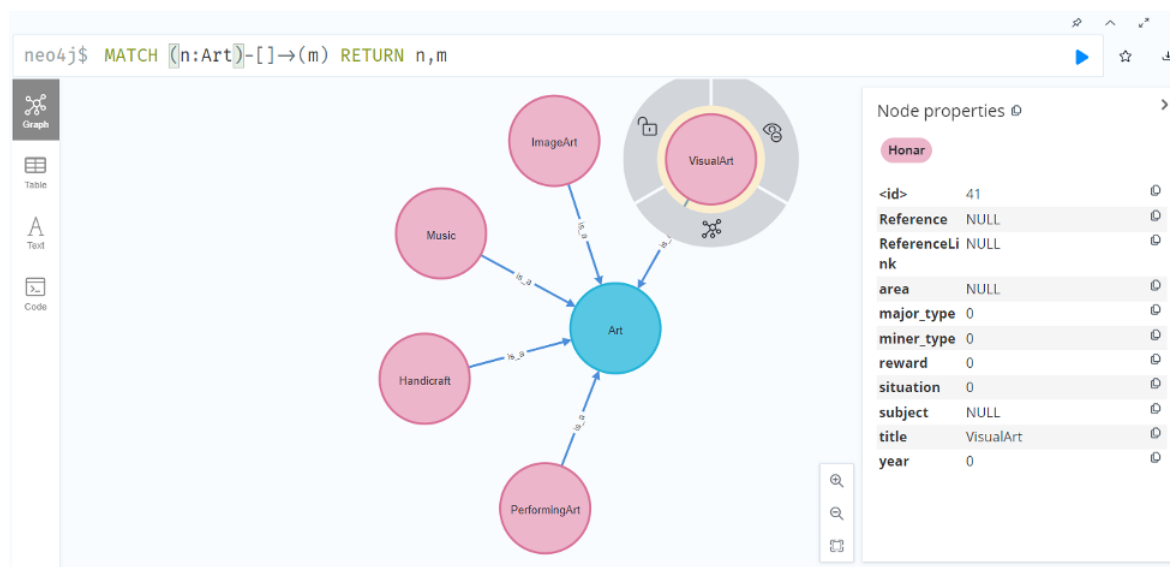 neo4j$ MATCH (n:Art)-[]→(m) RETURN n,m
Graph
Table
Text
Code
ImageArt
VisualArt
Music
Art
Handicraft
PerformingArt
is_a
is_a
is_a
is_a
Node properties
Honar
<id> 41
Reference NULL
ReferenceLi NULL
nk
area NULL
major_type 0
miner_type 0
reward 0
situation 0
subject NULL
title VisualArt
year 0